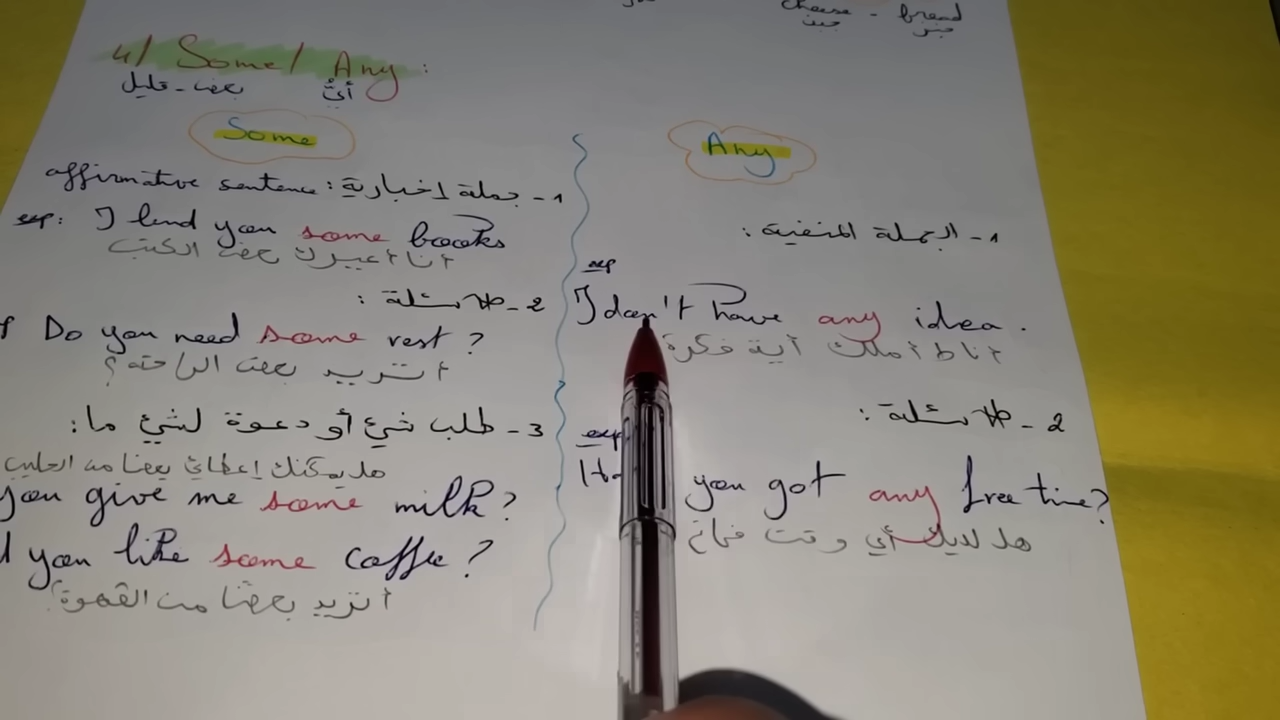 cheese - bread
جبن خبز
4/ Some/ Any :
بعض - قليل أيّ
Some
affirmative sentence : جملة إخبارية - 1
exp: I lend you some books
أنا أعيرك بعض الكتب
2 - الأسئلة :
Do you need some rest ?
أتريد بعض الراحة ؟
3 - طلب شيء أو دعوة لشيء ما :
هل يمكنك إعطائي بعضا من الحليب
you give me some milk ?
you like some coffee ?
أتريد بعضا من القهوة ؟
Any
1 - الجملة المنفية :
exp
I don't have any idea .
أنا لا أملك أية فكرة
2 - الأسئلة :
exp
you got any free time ?
هل لديك أي وقت فراغ